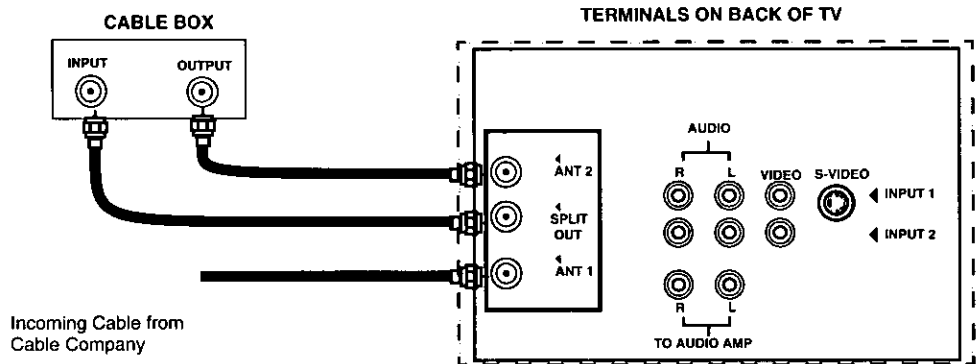 CABLE BOX
INPUT
OUTPUT
TERMINALS ON BACK OF TV
ANT 2
SPLIT
OUT
ANT 1
AUDIO
R
L
VIDEO
S-VIDEO
INPUT 1
INPUT 2
R
L
TO AUDIO AMP
Incoming Cable from
Cable Company